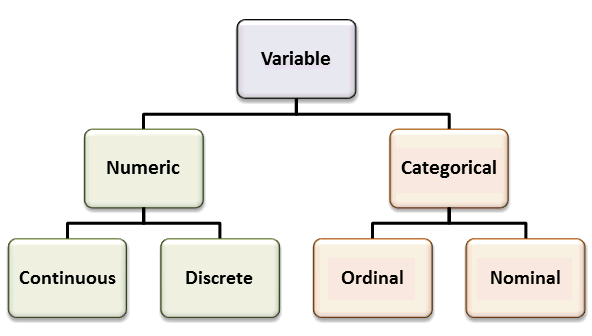 Variable
Numeric
Categorical
Continuous
Discrete
Ordinal
Nominal